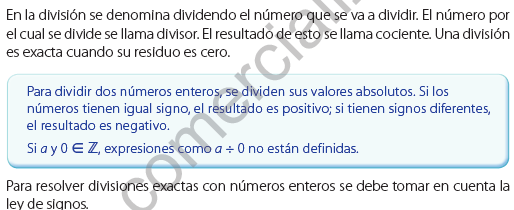 En la división se denomina dividendo el número que se va a dividir. El número por
el cual se divide se llama divisor. El resultado de esto se llama cociente. Una división
es exacta cuando su residuo es cero.
Para dividir dos números enteros, se dividen sus valores absolutos. Si los
números tienen igual signo, el resultado es positivo; si tienen signos diferentes,
el resultado es negativo.
Si a y 0 ∈ ℤ, expresiones como a ÷ 0 no están definidas.
Para resolver divisiones exactas con números enteros se debe tomar en cuenta la
ley de signos.
comercializ